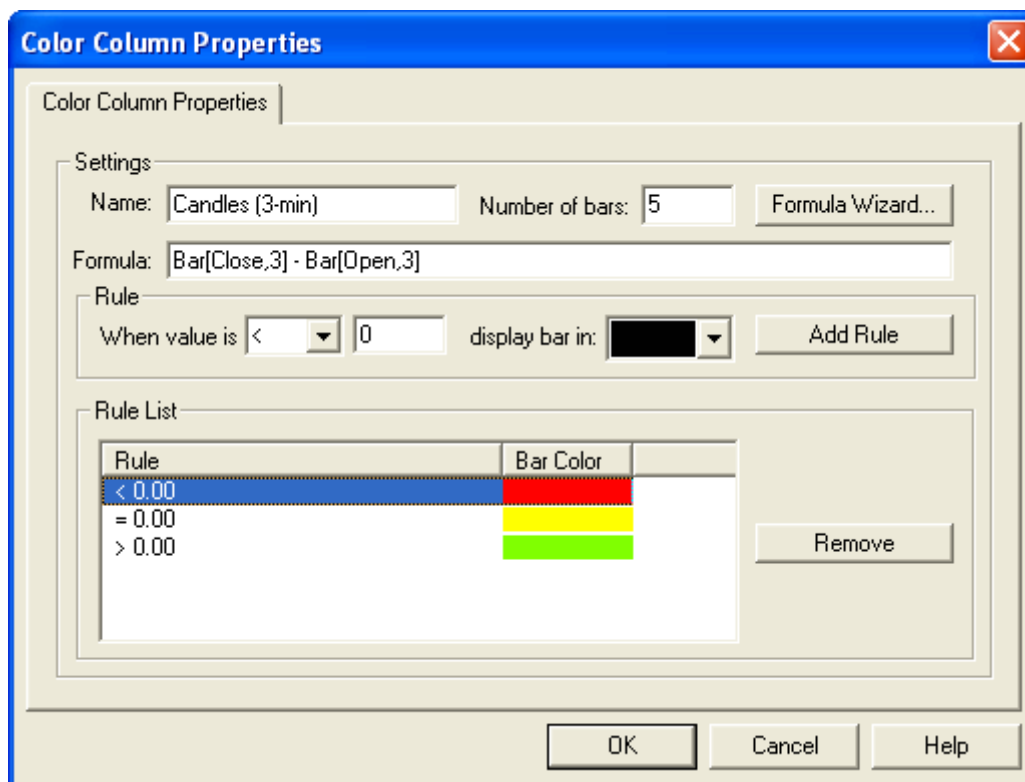 Color Column Properties
Color Column Properties
Settings
Name: Candles (3-min) Number of bars: 5 Formula Wizard...
Formula: Bar[Close,3] - Bar[Open,3]
Rule
When value is < 0 display bar in: Add Rule
Rule List
Rule Bar Color
< 0.00
= 0.00
> 0.00
Remove
OK Cancel Help